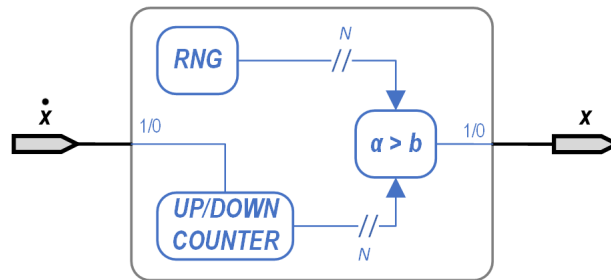 RNG
N
ẋ
1/0
α > b
1/0
x
UP/DOWN
COUNTER
N